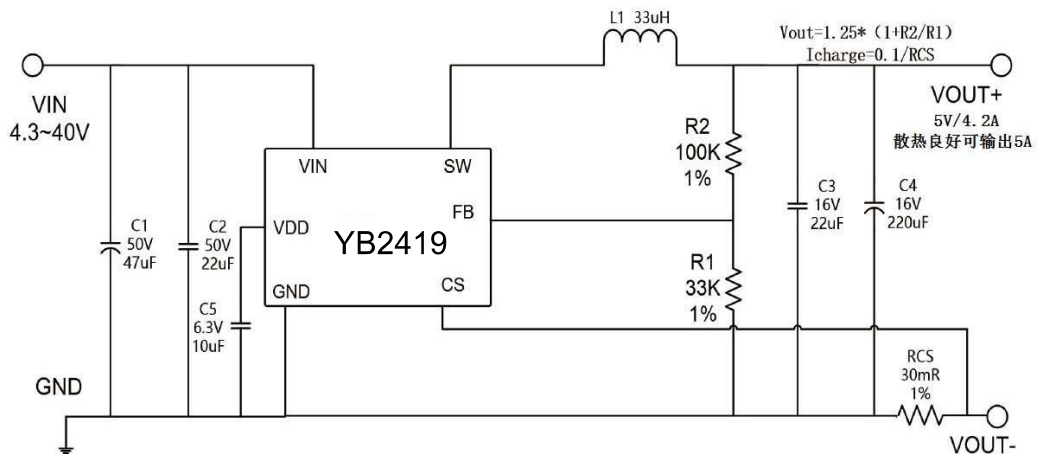 L1 33uH
Vout=1.25*（1+R2/R1)
Icharge=0.1/RCS
VIN
4.3~40V
VOUT+
5V/4.2A
散热良好可输出5A
R2
100K
1%
VIN
SW
VDD
FB
YB2419
GND
CS
C1
50V
47uF
C2
50V
22uF
C5
6.3V
10uF
R1
33K
1%
C3
16V
22uF
C4
16V
220uF
GND
RCS
30mR
1%
VOUT-